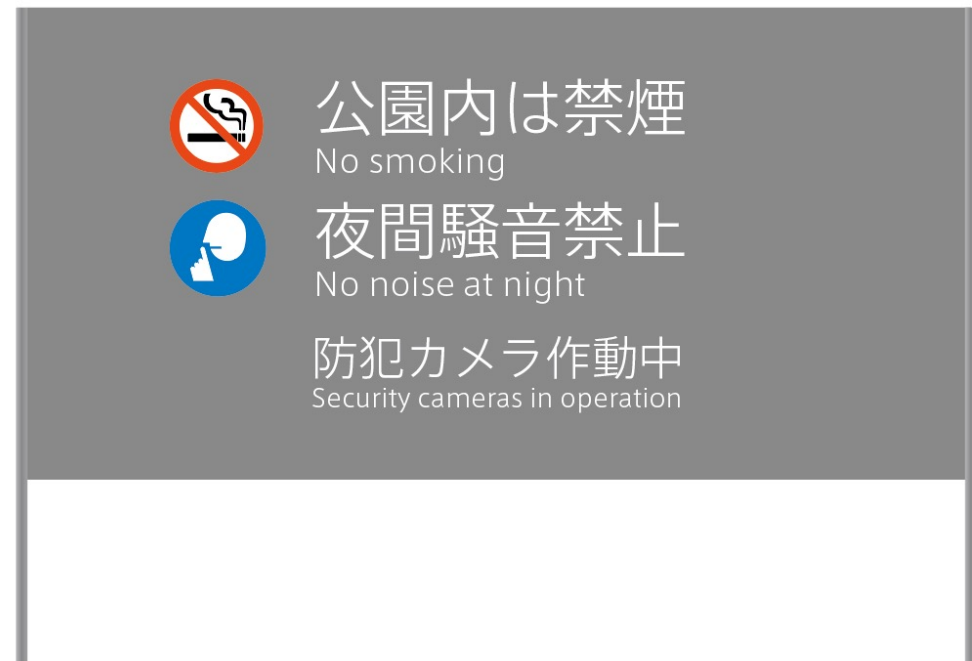 公園内は禁煙
No smoking
夜間騒音禁止
No noise at night
防犯カメラ作動中
Security cameras in operation